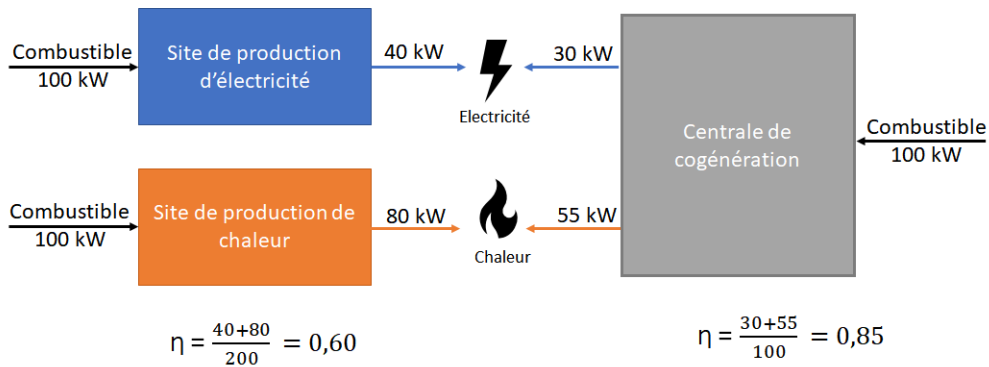 Combustible
100 kW
Site de production
d'électricité
40 kW
Electricité
30 kW
Centrale de
cogénération
Combustible
100 kW
Combustible
100 kW
Site de production de
chaleur
80 kW
Chaleur
55 kW
η = (40+80)/200 = 0,60
η = (30+55)/100 = 0,85